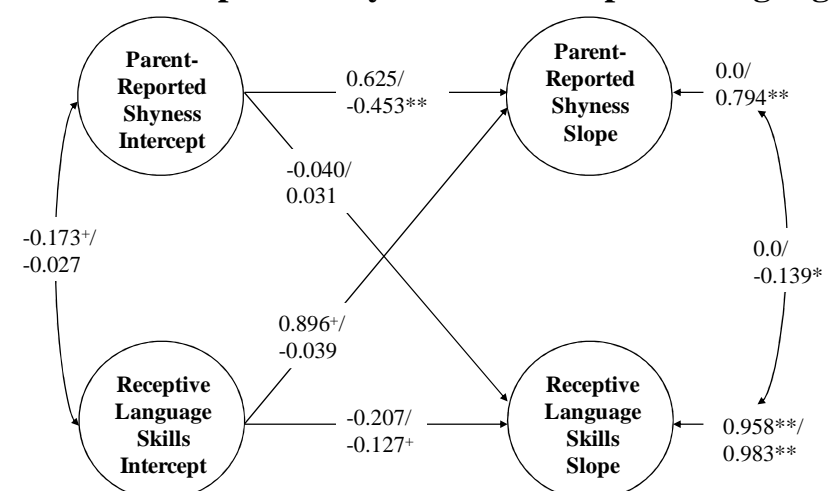 Parent-
Reported
Shyness
Intercept
0.625/
-0.453**
Parent-
Reported
Shyness
Slope
0.0/
0.794**
-0.040/
0.031
-0.173⁺/
-0.027
0.0/
-0.139*
0.896⁺/
-0.039
Receptive
Language
Skills
Intercept
-0.207/
-0.127⁺
Receptive
Language
Skills
Slope
0.958**/
0.983**